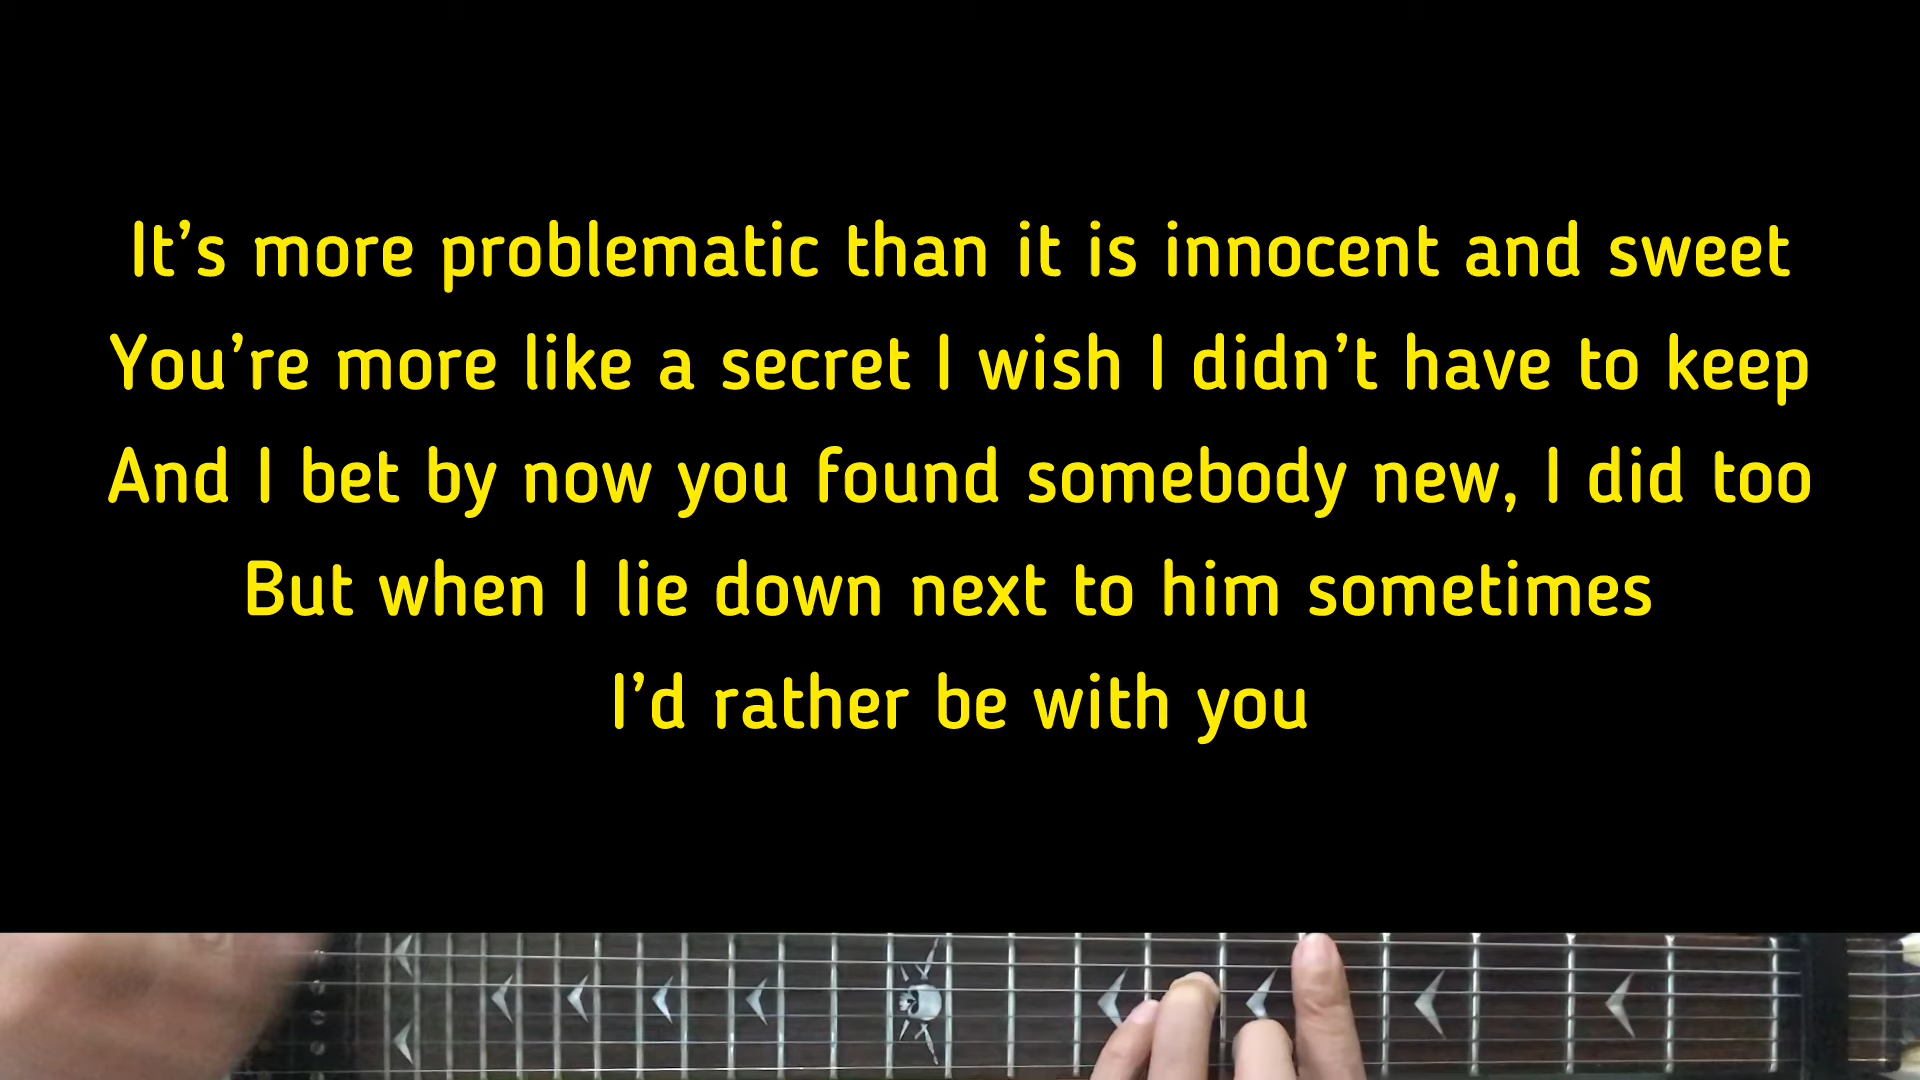 It’s more problematic than it is innocent and sweet
You’re more like a secret I wish I didn’t have to keep
And I bet by now you found somebody new, I did too
But when I lie down next to him sometimes
I’d rather be with you